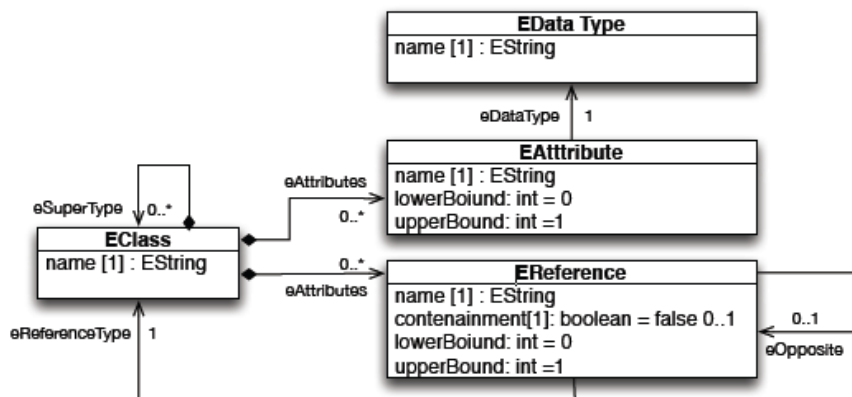 EData Type
name [1] : EString
eDataType 1
EAtttribute
name [1] : EString
lowerBoiund: int = 0
upperBound: int =1
eAttributes
0..*
eSuperType 0..*
EClass
name [1] : EString
0..*
eAttributes
EReference
name [1] : EString
contenainment[1]: boolean = false 0..1
lowerBoiund: int = 0
upperBound: int =1
eReferenceType 1
0..1
eOpposite